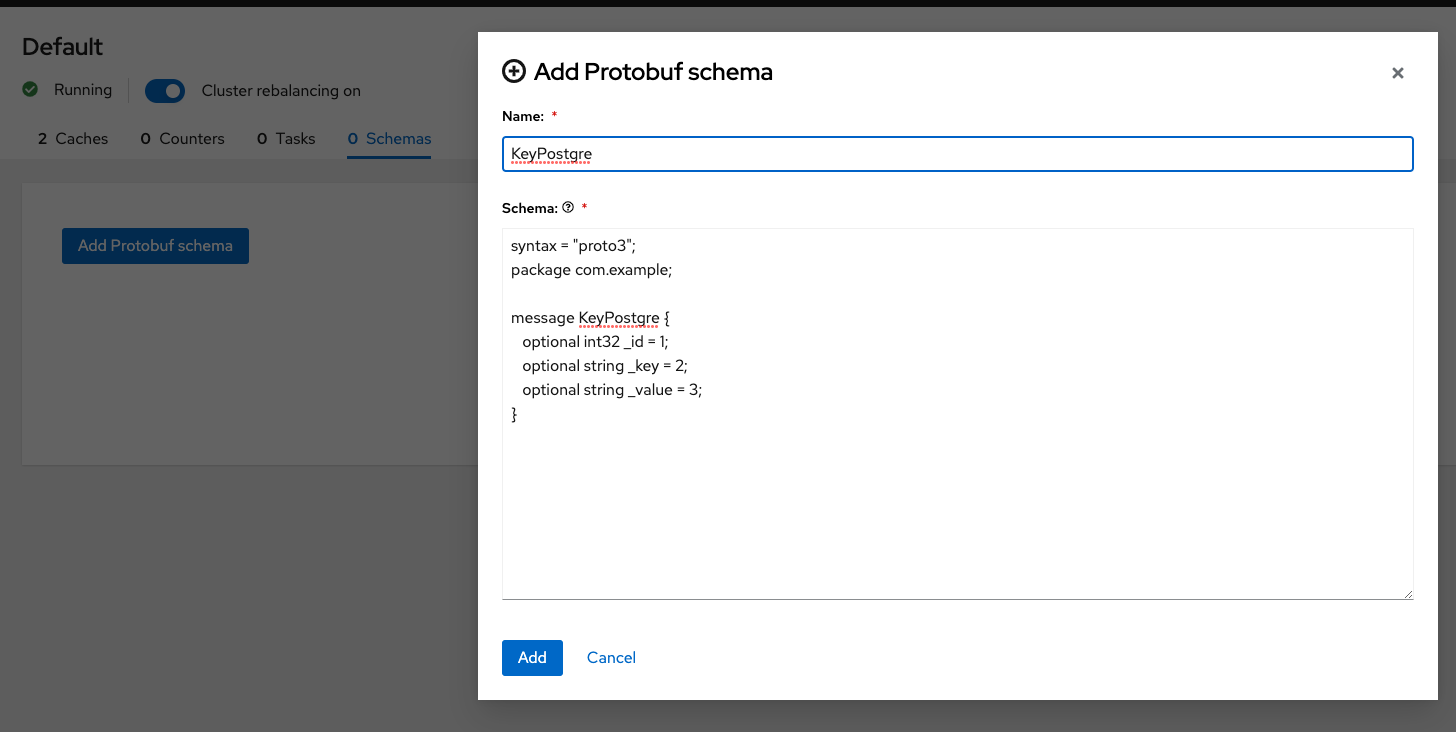 Default
Running
Cluster rebalancing on
2 Caches 0 Counters 0 Tasks 0 Schemas
Add Protobuf schema
Add Protobuf schema
Name: *
KeyPostgre
Schema: *
syntax = "proto3";
package com.example;
message KeyPostgre {
optional int32 _id = 1;
optional string _key = 2;
optional string _value = 3;
}
Add Cancel